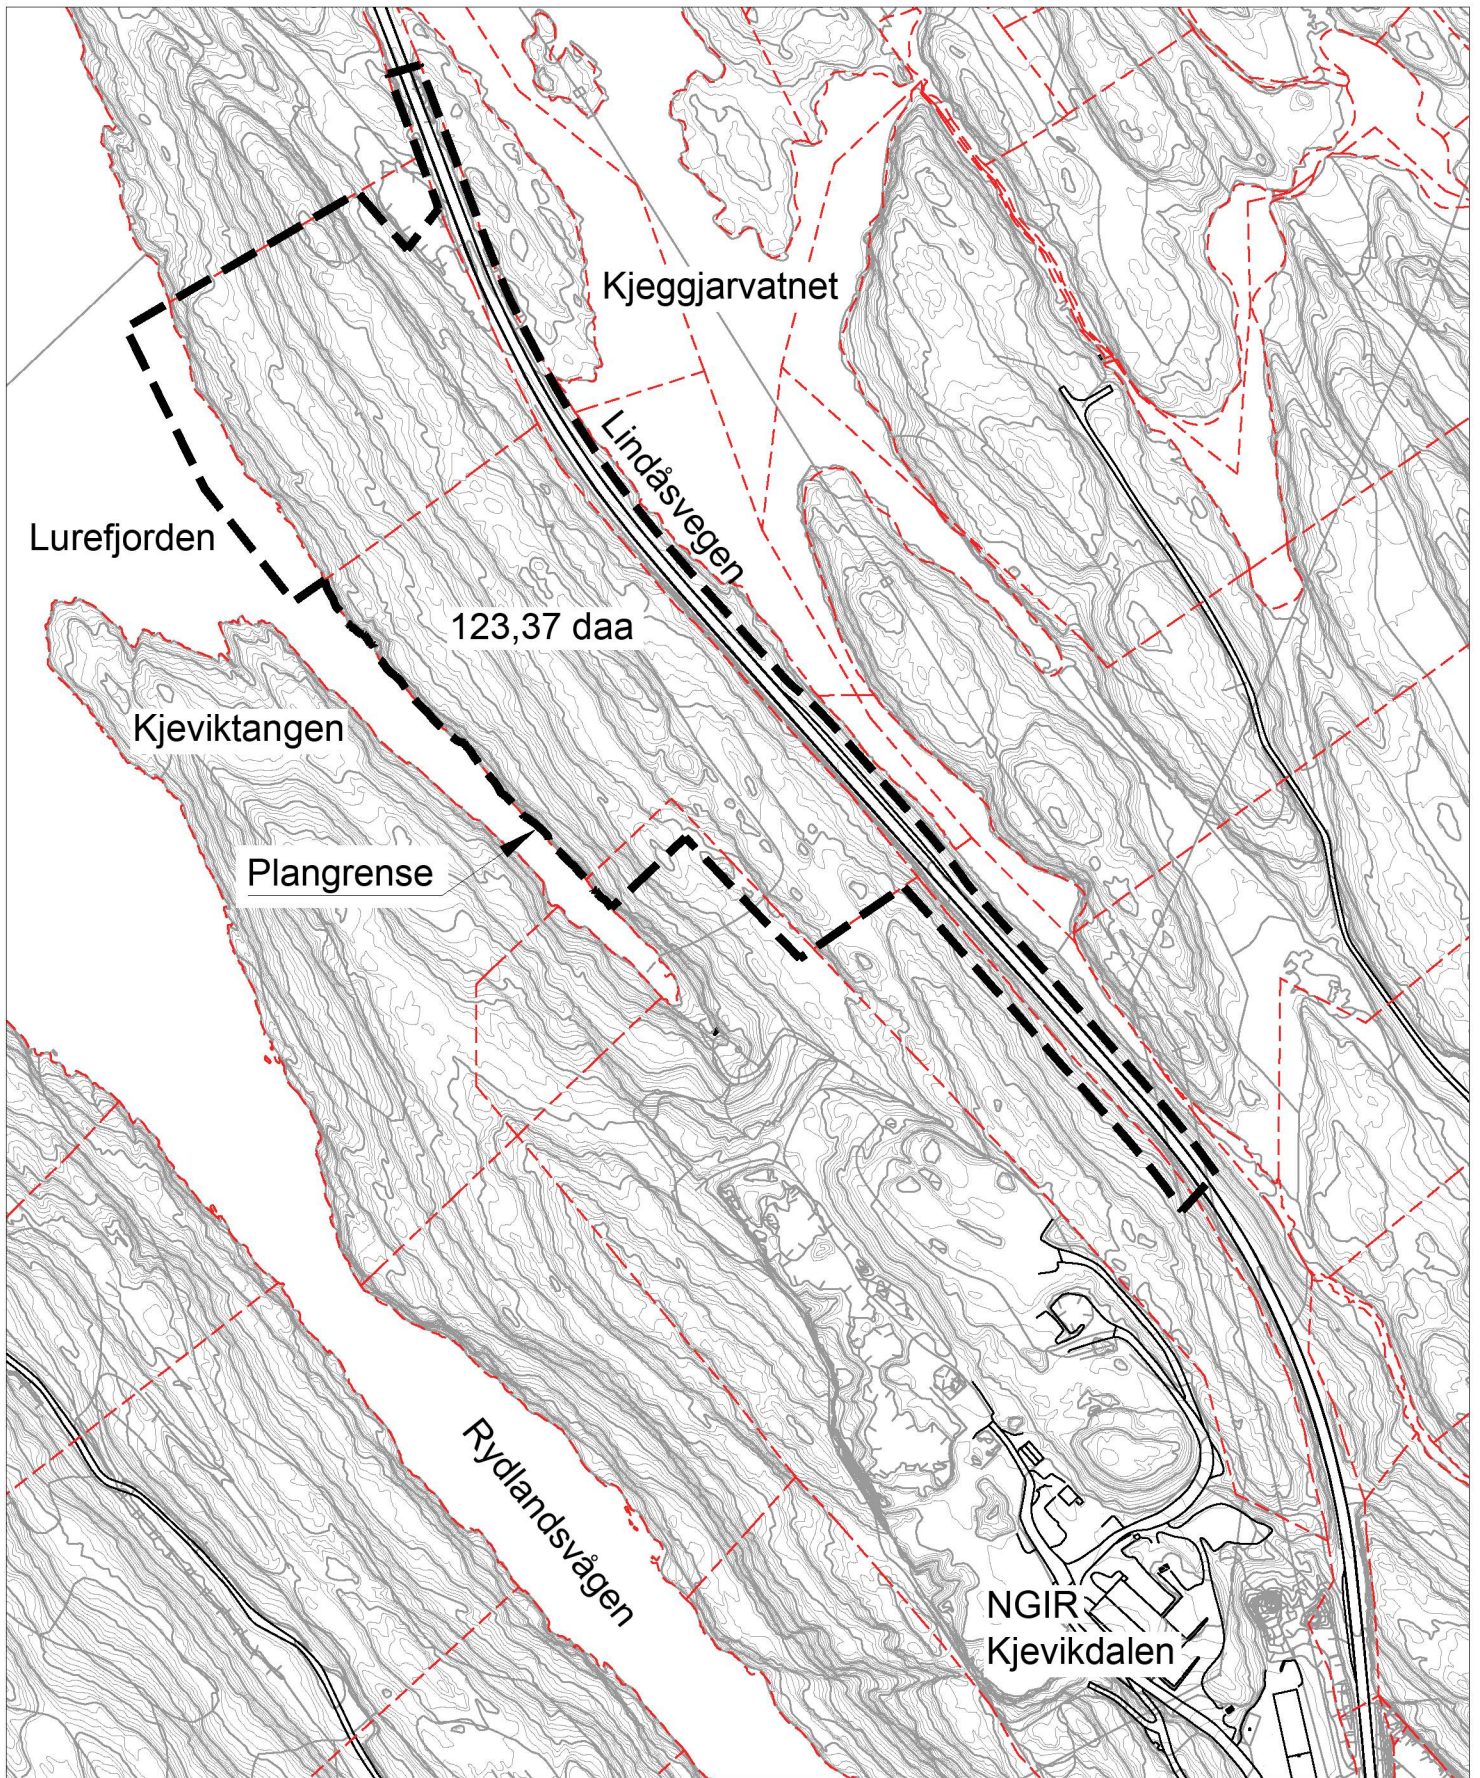 Kjeggjarvatnet
Lindåsvegen
Lurefjorden
123,37 daa
Kjeviktangen
Plangrense
Rydlandsvågen
NGIR
Kjevikdalen